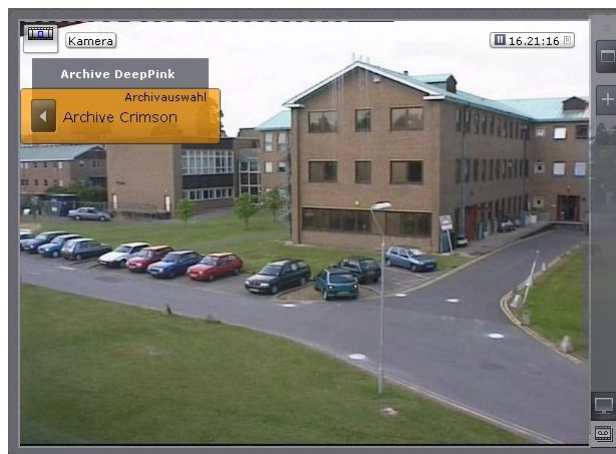 Kamera
16.21:16
Archive DeepPink
Archivauswahl
Archive Crimson